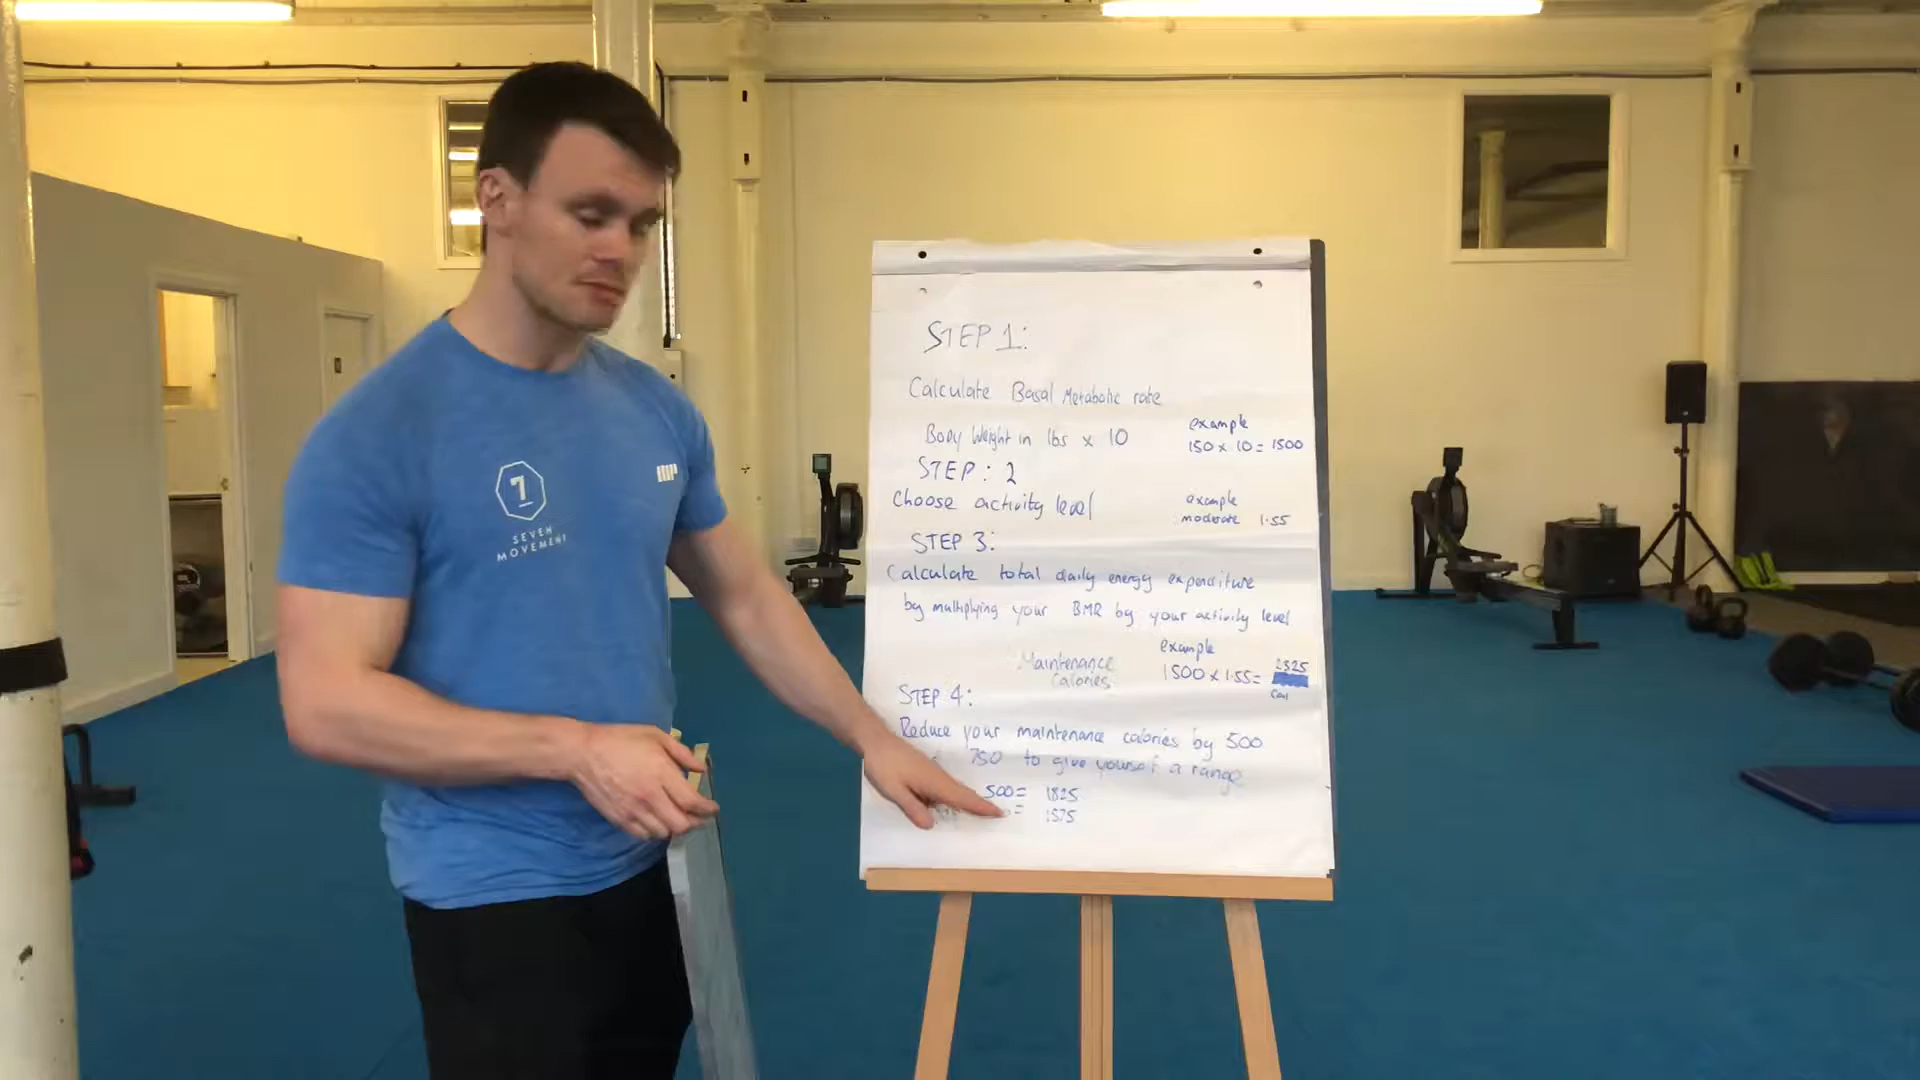 STEP 1:
Calculate Basal Metabolic rate
Body Weight in lbs x 10
example
150 x 10 = 1500
STEP: 2
Choose activity level
example
moderate 1.55
STEP 3:
Calculate total daily energy expenditure
by multiplying your BMR by your activity level
Maintenance
Calories
example
1500 x 1.55 = 2325
STEP 4:
Reduce your maintenance calories by 500
750 to give yourself a range
500 = 1825
= 1575
7
SEVEN
MOVEMENT